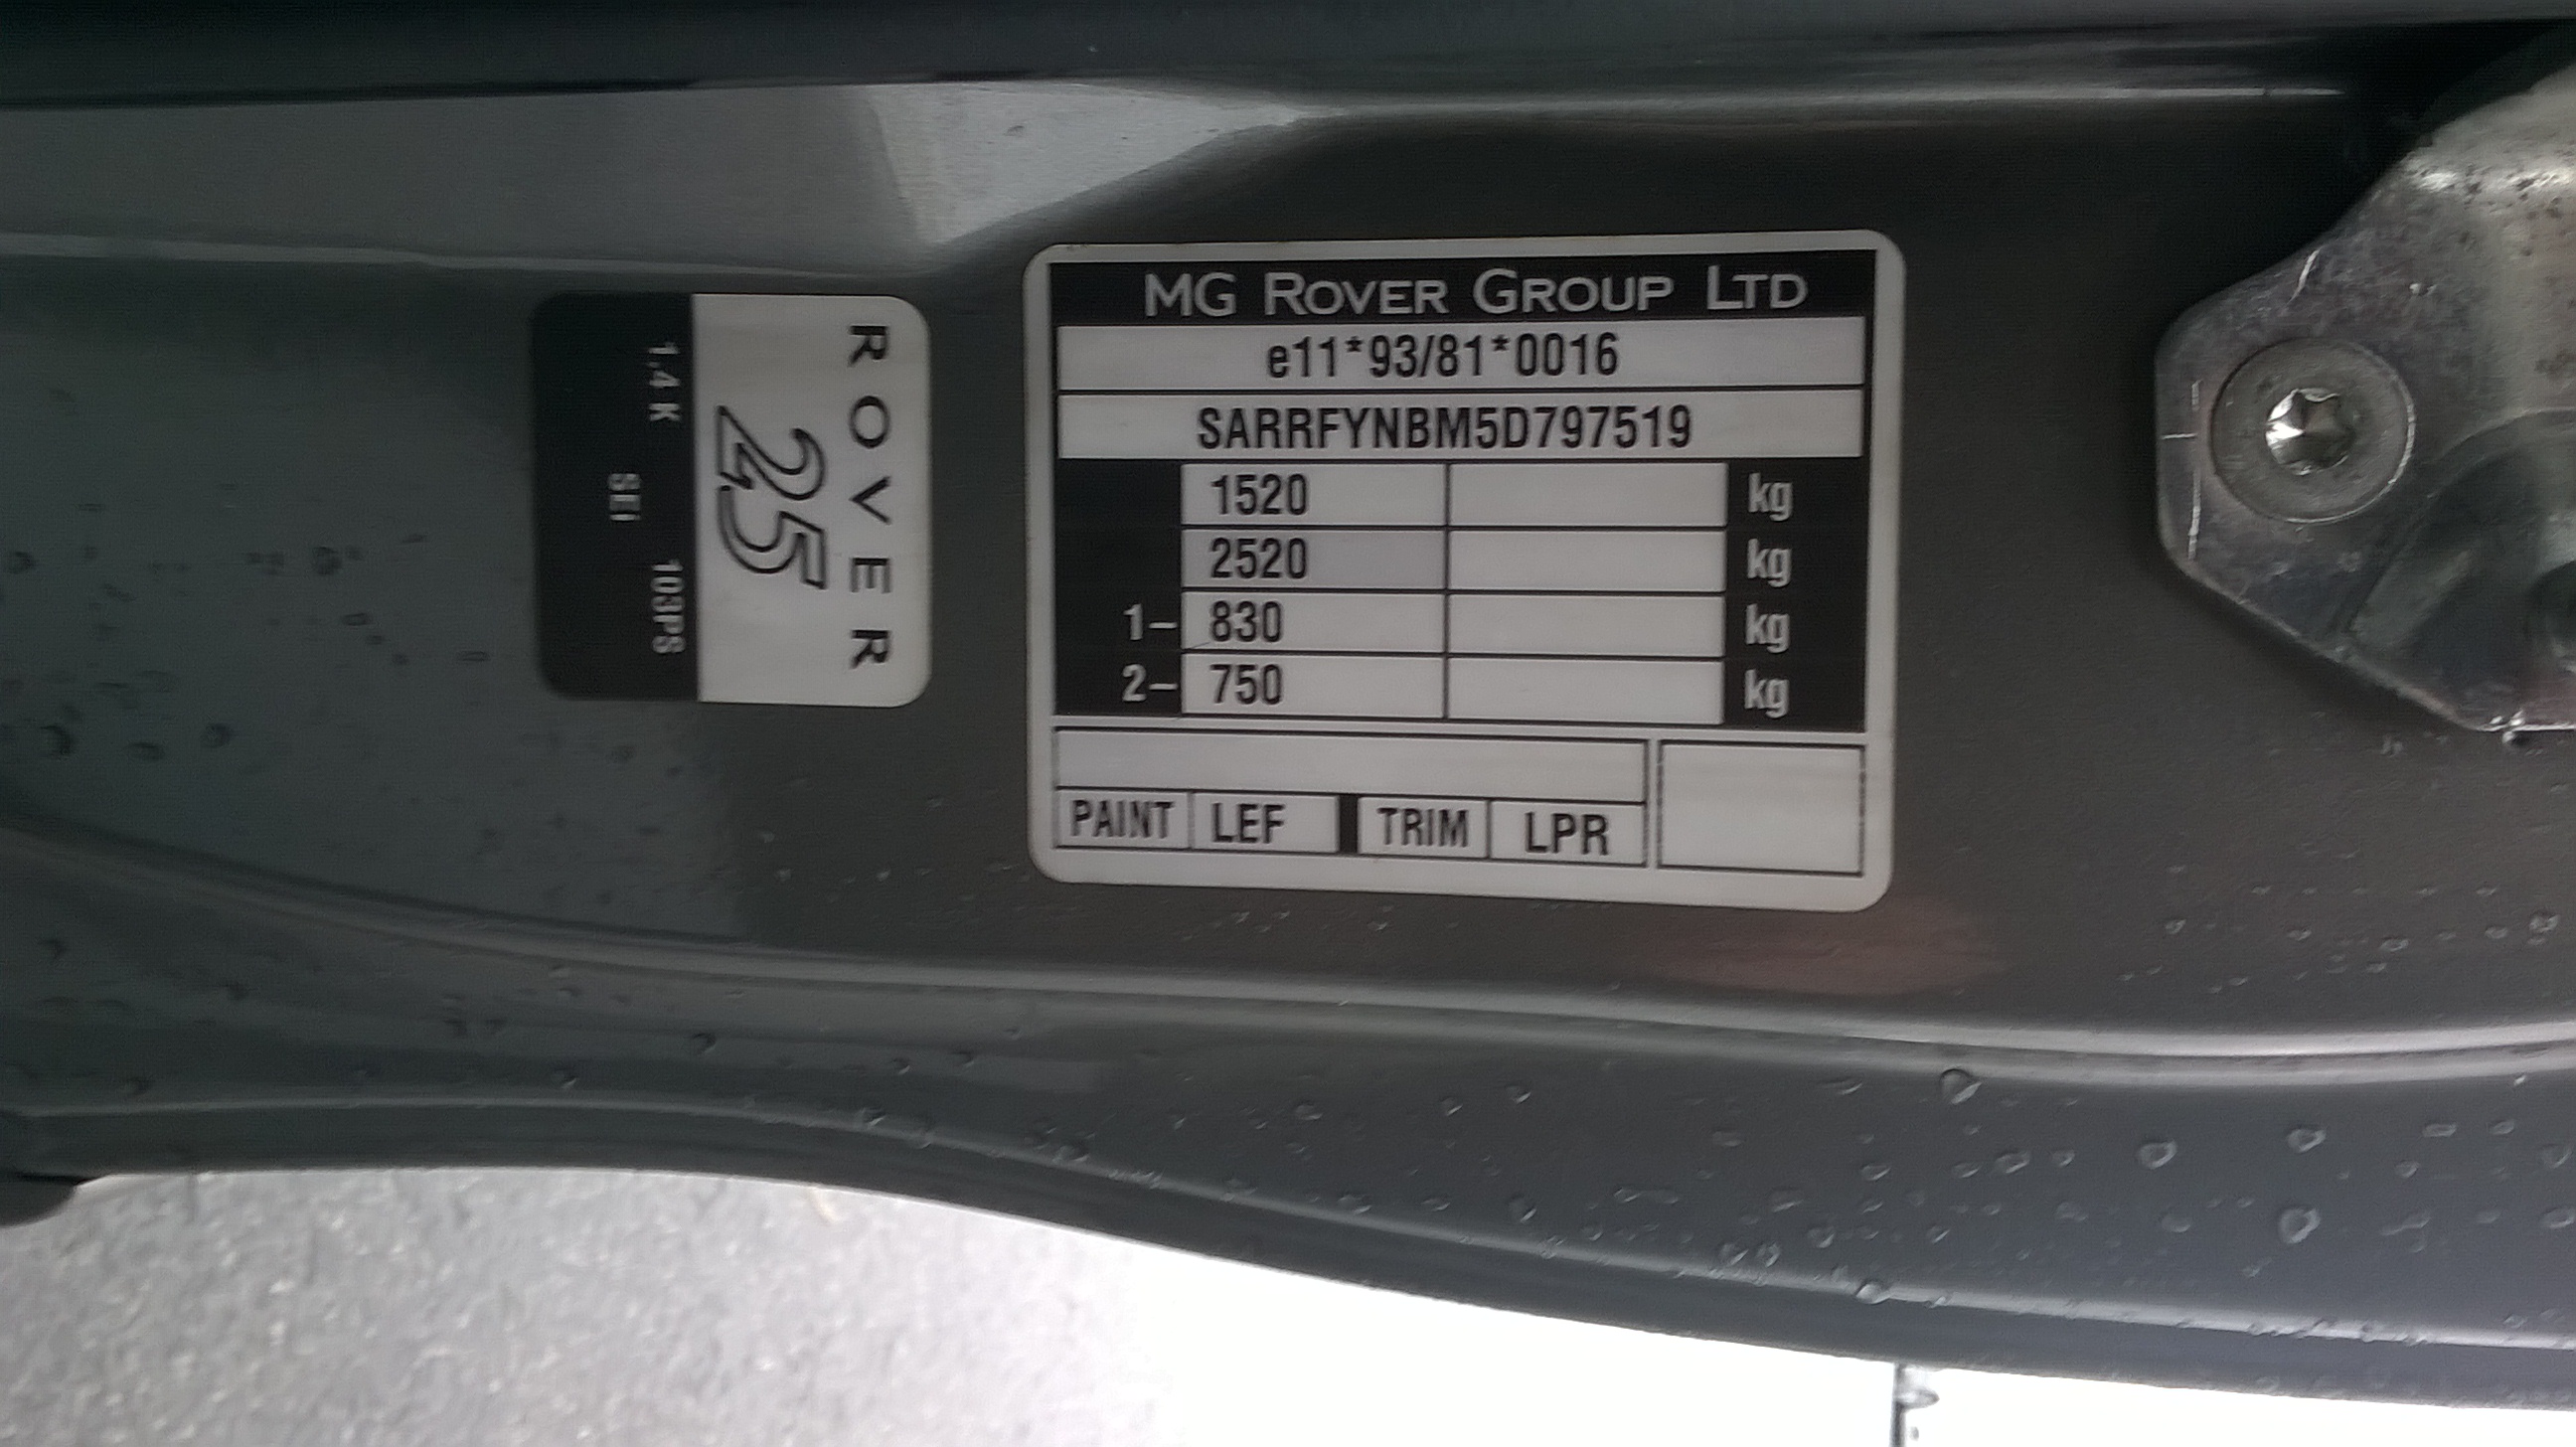 ROVER
25
1.4 K 103PS
SEi
MG ROVER GROUP LTD
e11*93/81*0016
SARRFYNBM5D797519
1520 kg
2520 kg
1- 830 kg
2- 750 kg
PAINT LEF TRIM LPR